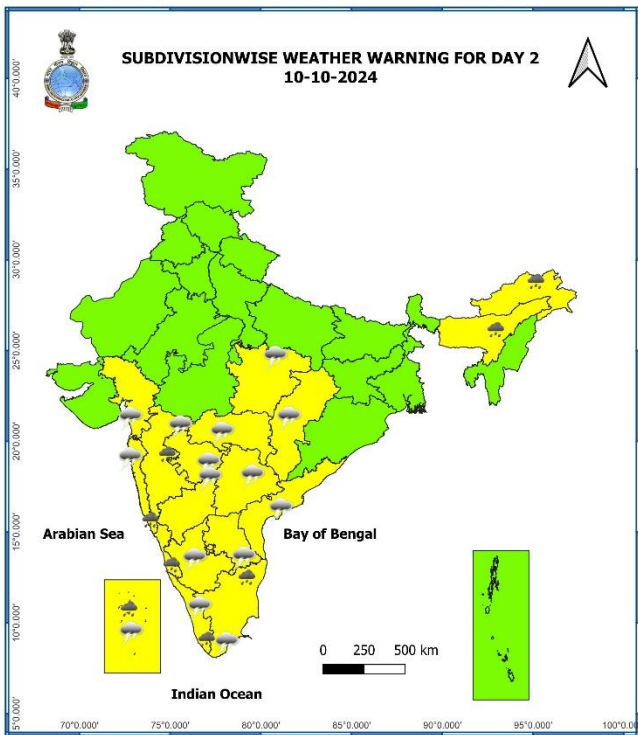 SUBDIVISIONWISE WEATHER WARNING FOR DAY 2
10-10-2024
40°0.000'
35°0.000'
30°0.000'
25°0.000'
20°0.000'
Arabian Sea
Bay of Bengal
15°0.000'
10°0.000'
0 250 500 km
Indian Ocean
5°0.000'
70°0.000' 75°0.000' 80°0.000' 85°0.000' 90°0.000' 95°0.000' 100°0.0